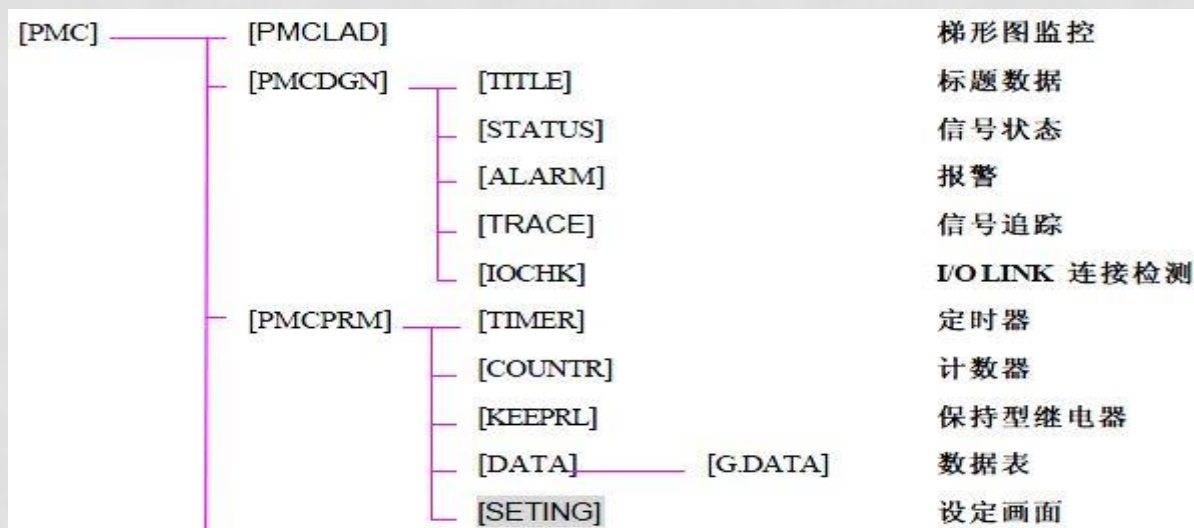 [PMC] [PMCLAD] 梯形图监控
[PMCDGN] [TITLE] 标题数据
[STATUS] 信号状态
[ALARM] 报警
[TRACE] 信号追踪
[IOCHK] I/O LINK 连接检测
[PMCPRM] [TIMER] 定时器
[COUNTR] 计数器
[KEEPRL] 保持型继电器
[DATA] [G.DATA] 数据表
[SETING] 设定画面